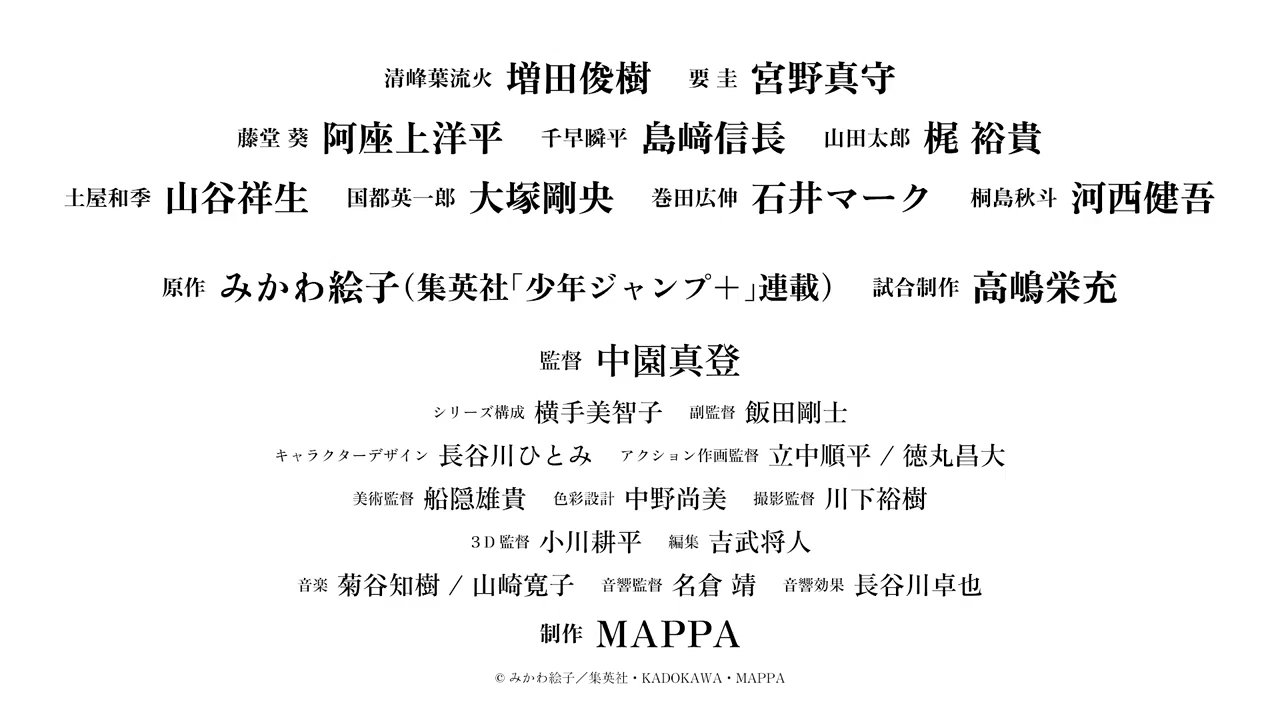 清峰葉流火 増田俊樹 要 圭 宮野真守
藤堂 葵 阿座上洋平 千早瞬平 島﨑信長 山田太郎 梶 裕貴
土屋和季 山谷祥生 国都英一郎 大塚剛央 巻田広伸 石井マーク 桐島秋斗 河西健吾
原作 みかわ絵子(集英社「少年ジャンプ＋」連載) 試合制作 高嶋栄充
監督 中園真登
シリーズ構成 横手美智子 副監督 飯田剛士
キャラクターデザイン 長谷川ひとみ アクション作画監督 立中順平 / 徳丸昌大
美術監督 船隠雄貴 色彩設計 中野尚美 撮影監督 川下裕樹
3D監督 小川耕平 編集 吉武将人
音楽 菊谷知樹 / 山崎寛子 音響監督 名倉 靖 音響効果 長谷川卓也
制作 MAPPA
© みかわ絵子／集英社・KADOKAWA・MAPPA